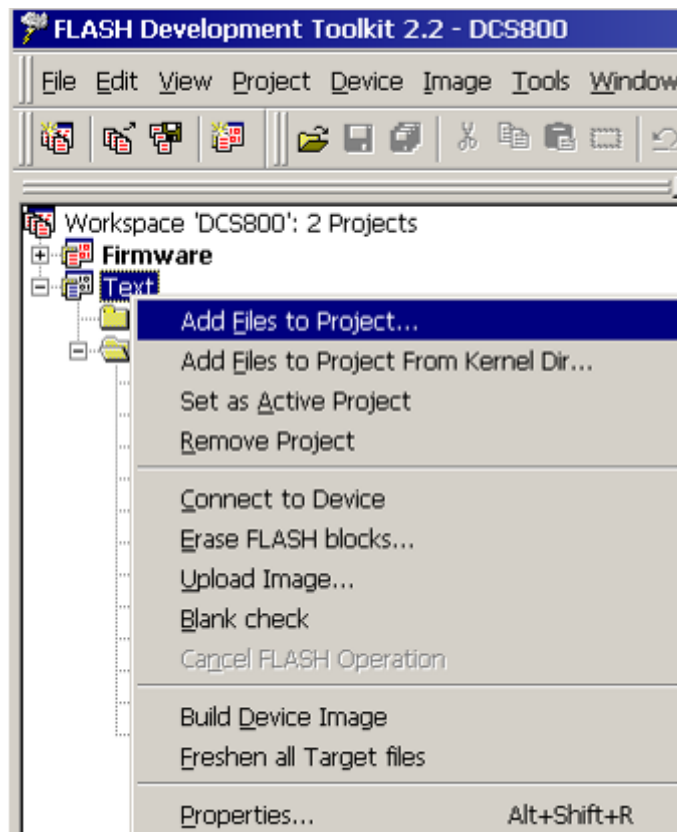 FLASH Development Toolkit 2.2 - DCS800
File Edit View Project Device Image Tools Window
Workspace 'DCS800': 2 Projects
Firmware
Text
Add Files to Project...
Add Files to Project From Kernel Dir...
Set as Active Project
Remove Project
Connect to Device
Erase FLASH blocks...
Upload Image...
Blank check
Cancel FLASH Operation
Build Device Image
Freshen all Target files
Properties... Alt+Shift+R